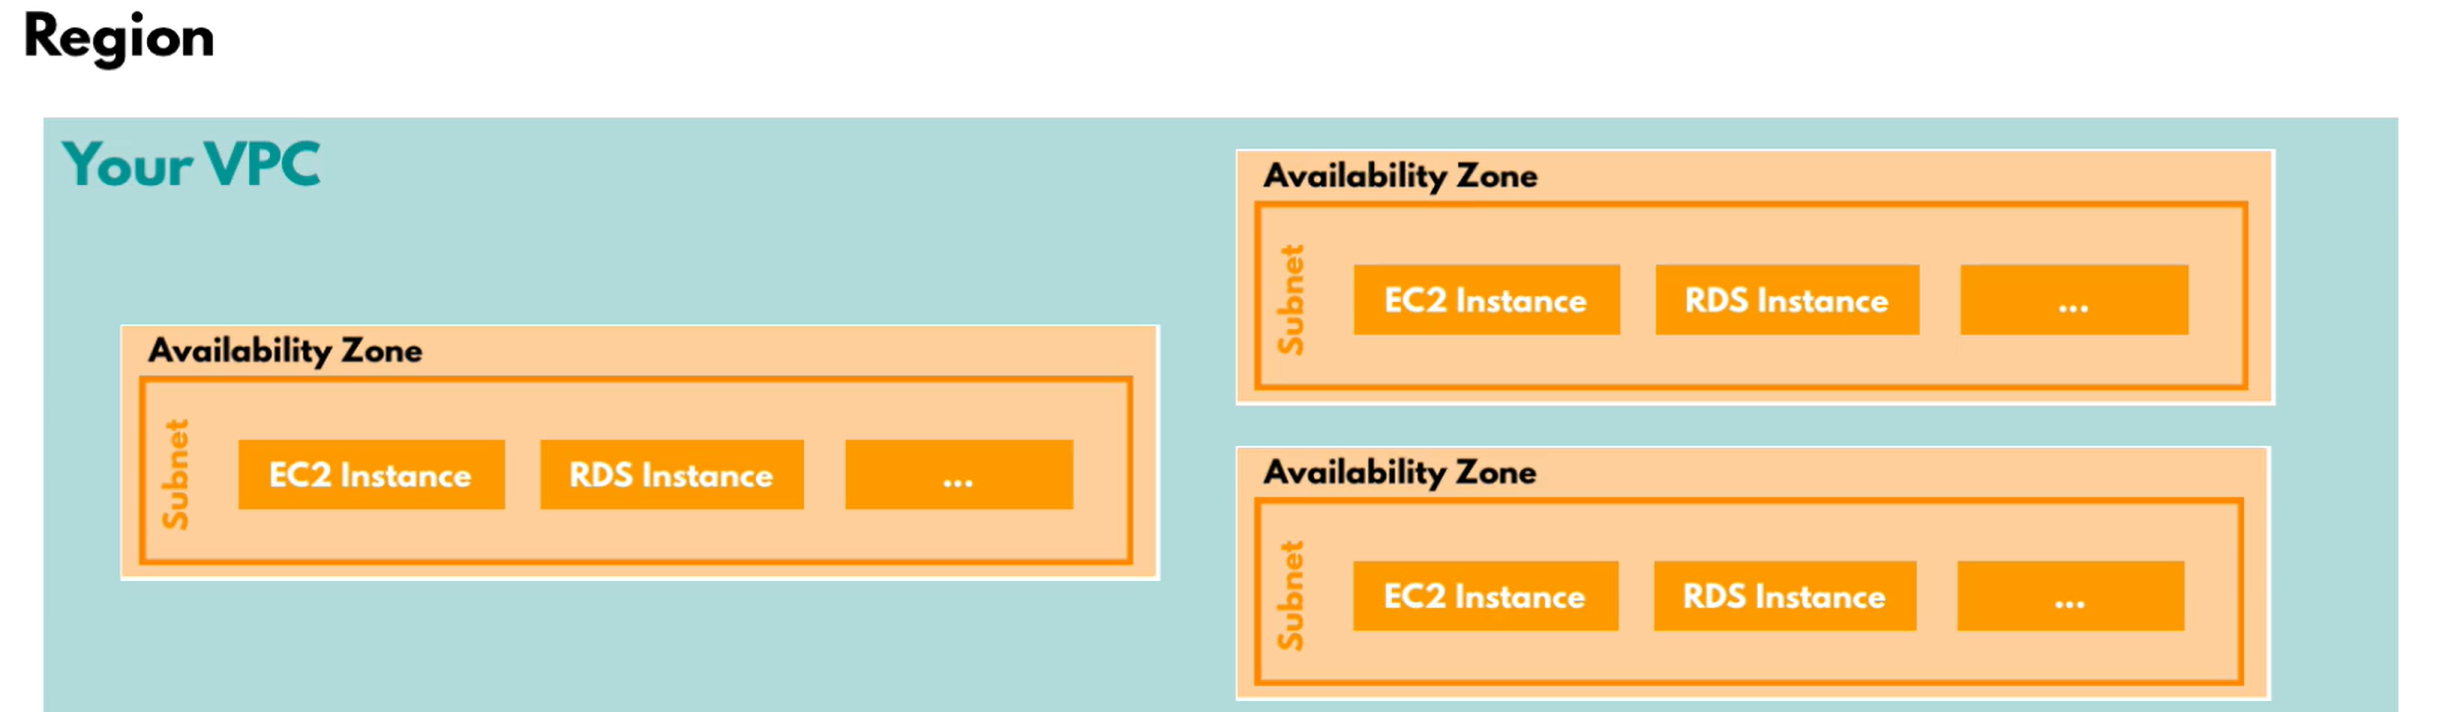 Region
Your VPC
Availability Zone
Subnet
EC2 Instance
RDS Instance
...
Availability Zone
Subnet
EC2 Instance
RDS Instance
...
Availability Zone
Subnet
EC2 Instance
RDS Instance
...